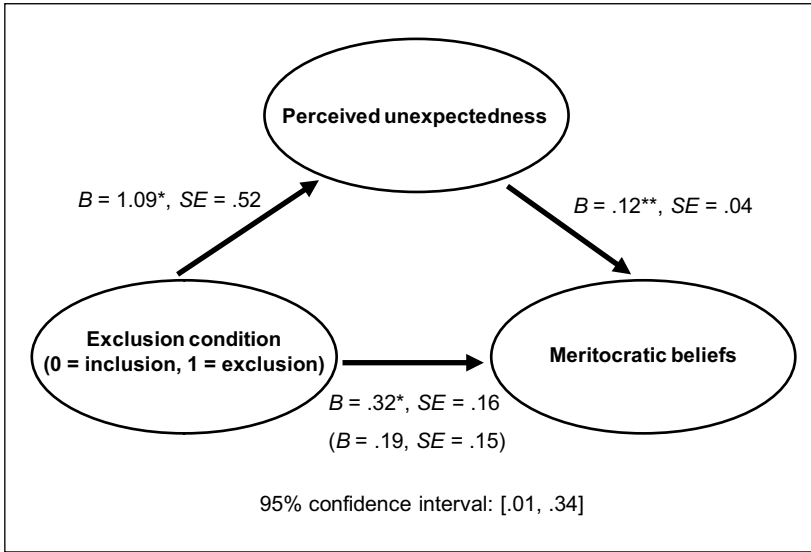 Perceived unexpectedness
B = 1.09*, SE = .52
B = .12**, SE = .04
Exclusion condition
(0 = inclusion, 1 = exclusion)
Meritocratic beliefs
B = .32*, SE = .16
(B = .19, SE = .15)
95% confidence interval: [.01, .34]